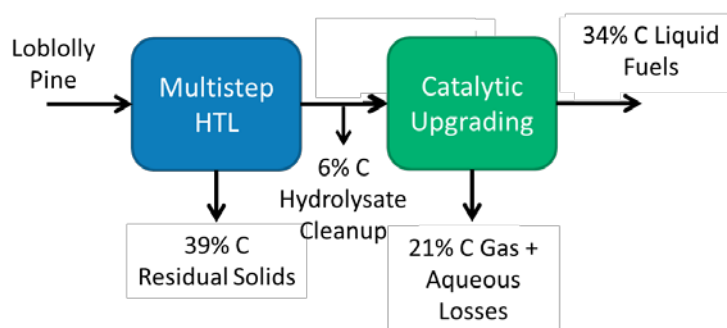 Loblolly
Pine
Multistep
HTL
Catalytic
Upgrading
34% C Liquid
Fuels
6% C
Hydrolysate
Cleanup
39% C
Residual Solids
21% C Gas +
Aqueous
Losses